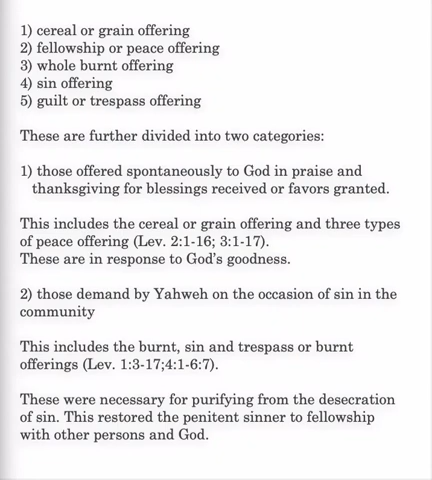 1) cereal or grain offering
2) fellowship or peace offering
3) whole burnt offering
4) sin offering
5) guilt or trespass offering
These are further divided into two categories:
1) those offered spontaneously to God in praise and
thanksgiving for blessings received or favors granted.
This includes the cereal or grain offering and three types
of peace offering (Lev. 2:1-16; 3:1-17).
These are in response to God's goodness.
2) those demand by Yahweh on the occasion of sin in the
community
This includes the burnt, sin and trespass or burnt
offerings (Lev. 1:3-17;4:1-6:7).
These were necessary for purifying from the desecration
of sin. This restored the penitent sinner to fellowship
with other persons and God.